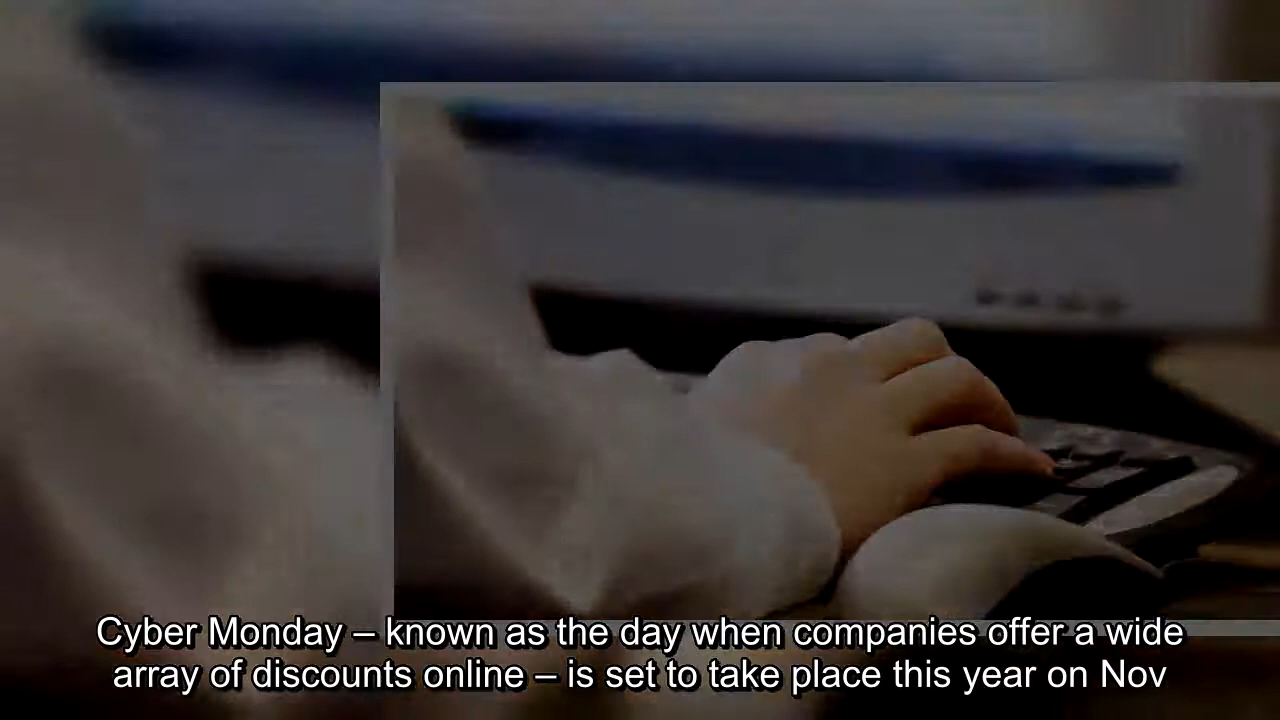 Cyber Monday – known as the day when companies offer a wide
array of discounts online – is set to take place this year on Nov